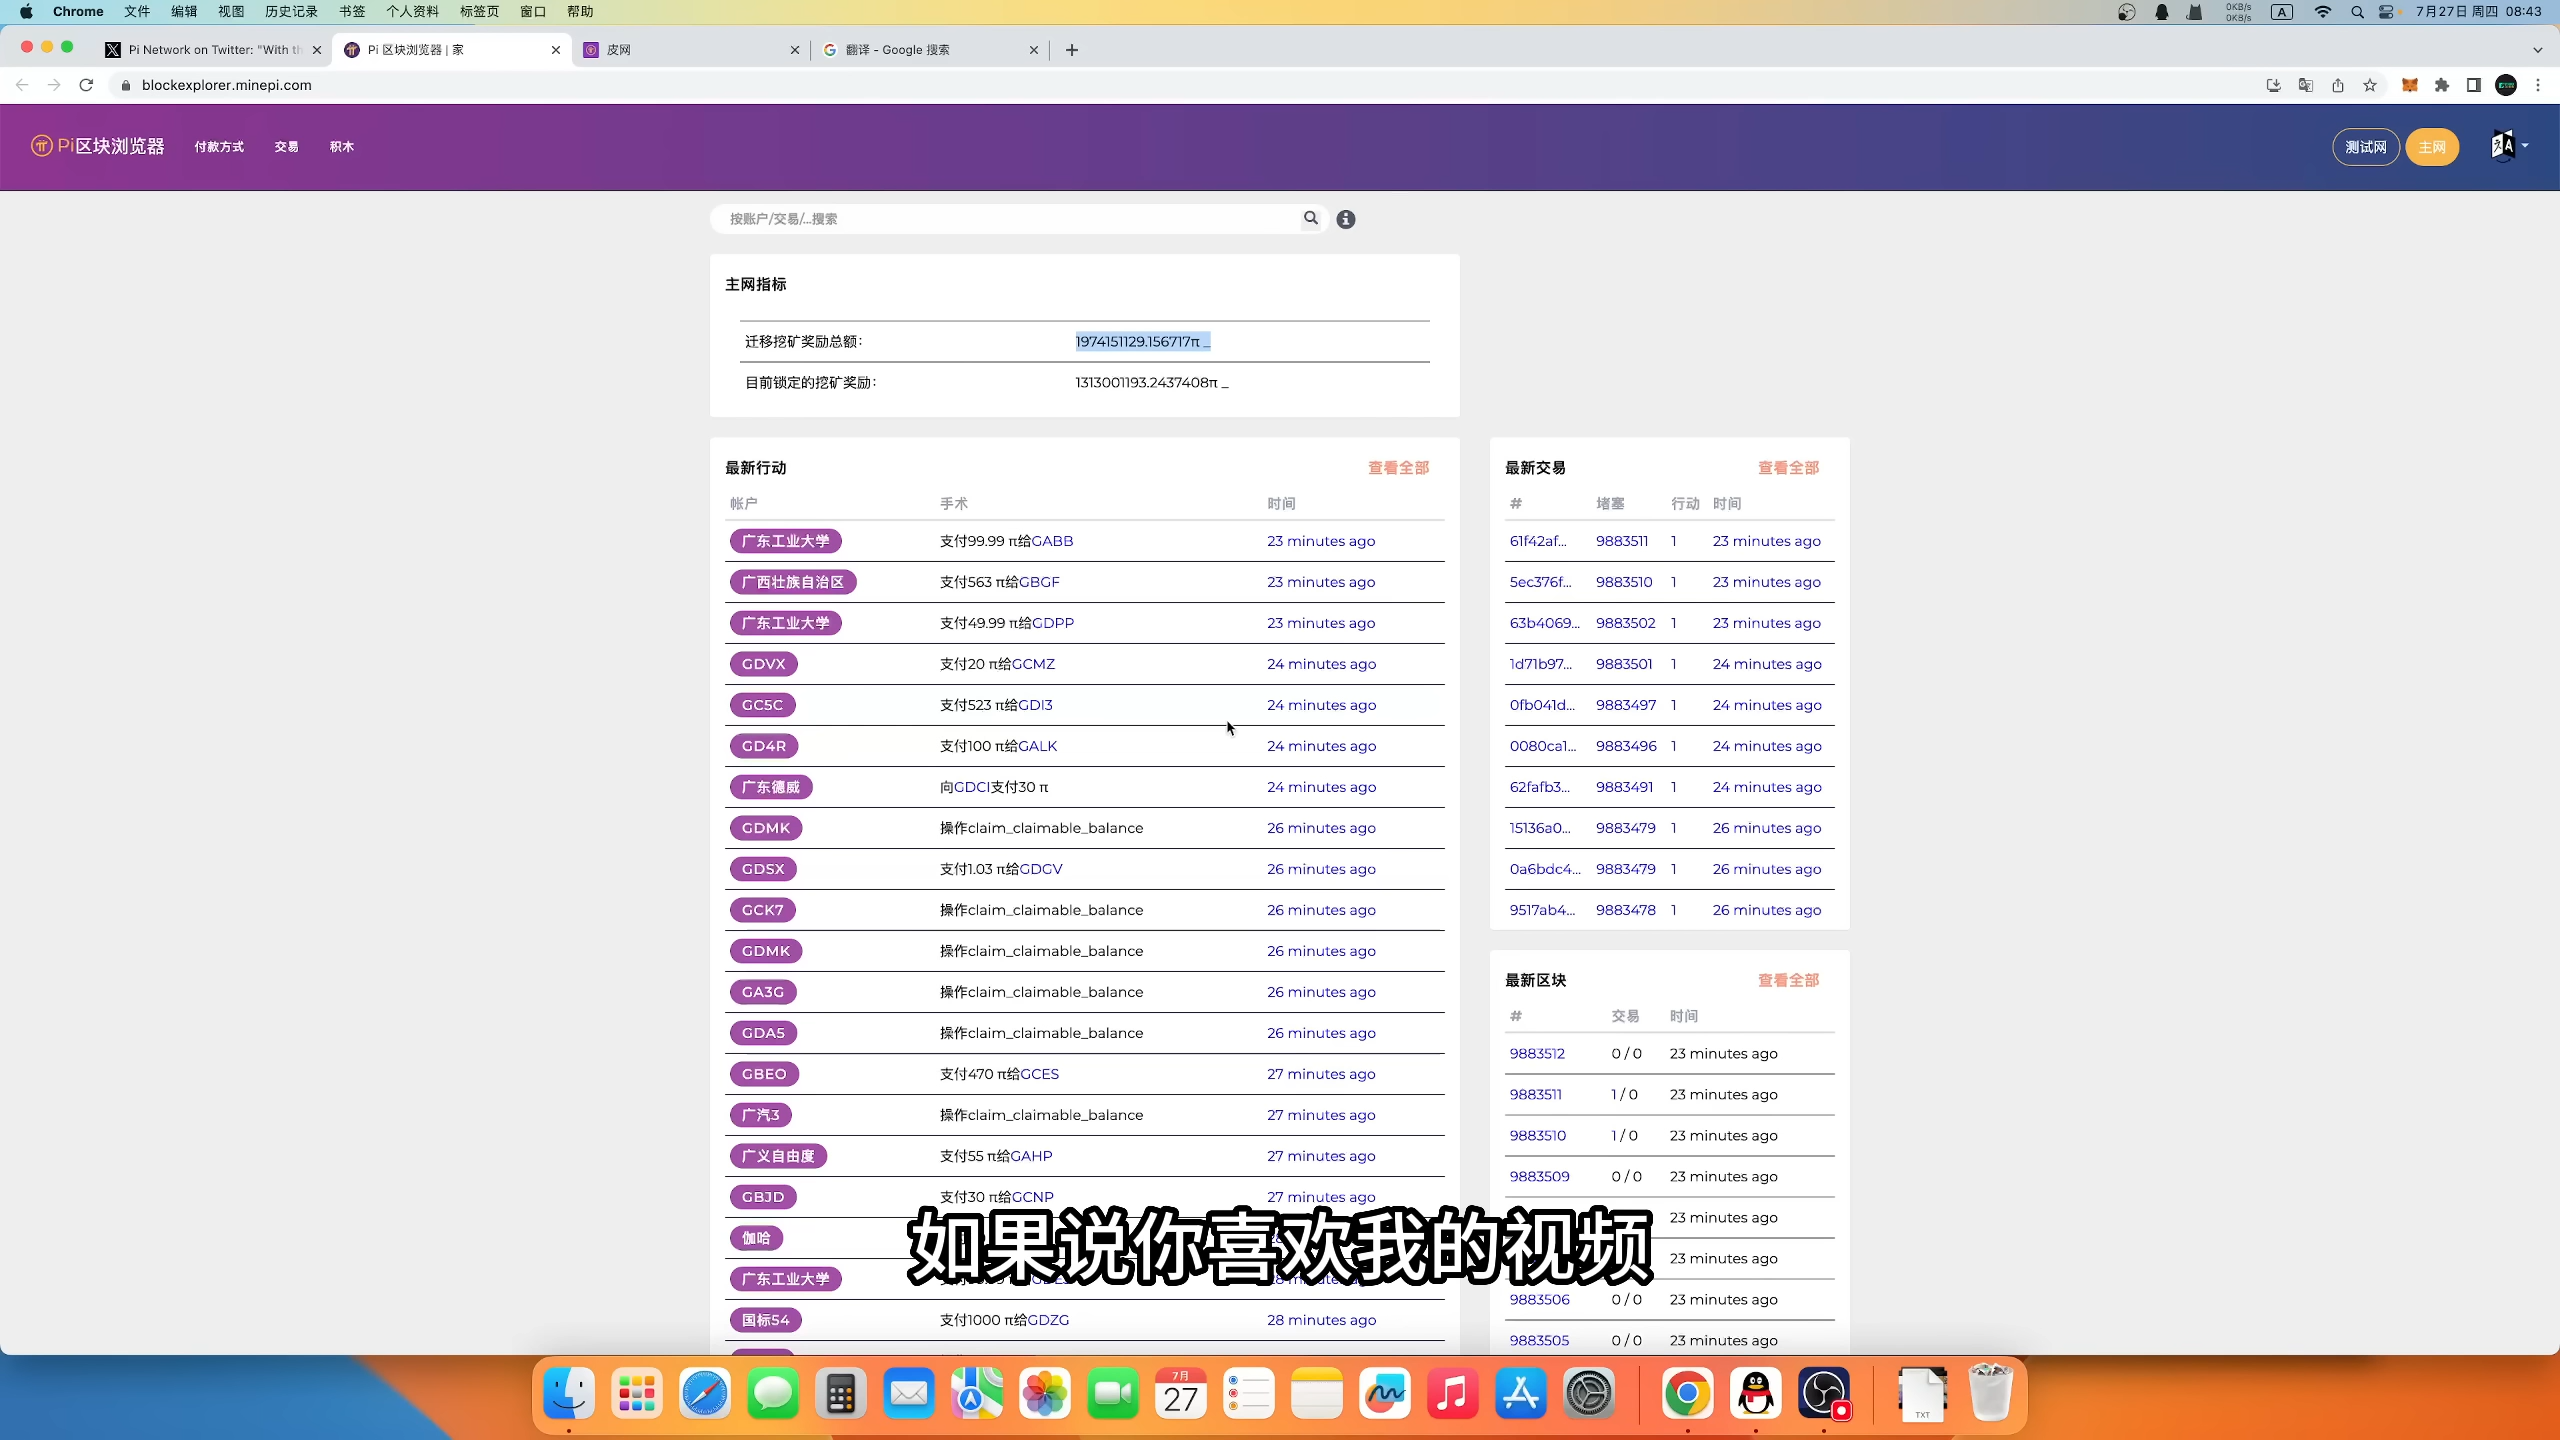 Chrome 文件 编辑 视图 历史记录 书签 个人资料 标签页 窗口 帮助 0KB/s 0KB/s A 7月27日 周四 08:43
Pi Network on Twitter: "With th Pi 区块浏览器 | 家 皮网 翻译 - Google 搜索
blockexplorer.minepi.com
Pi区块浏览器 付款方式 交易 积木 测试网 主网
按账户/交易/...搜索
主网指标
迁移挖矿奖励总额： 1974151129.156717π _
目前锁定的挖矿奖励： 1313001193.2437408π _
最新行动 查看全部
帐户 手术 时间
广东工业大学 支付99.99 π给GABB 23 minutes ago
广西壮族自治区 支付563 π给GBGF 23 minutes ago
广东工业大学 支付49.99 π给GDPP 23 minutes ago
GDVX 支付20 π给GCMZ 24 minutes ago
GC5C 支付523 π给GDI3 24 minutes ago
GD4R 支付100 π给GALK 24 minutes ago
广东德威 向GDCI支付30 π 24 minutes ago
GDMK 操作claim_claimable_balance 26 minutes ago
GDSX 支付1.03 π给GDGV 26 minutes ago
GCK7 操作claim_claimable_balance 26 minutes ago
GDMK 操作claim_claimable_balance 26 minutes ago
GA3G 操作claim_claimable_balance 26 minutes ago
GDA5 操作claim_claimable_balance 26 minutes ago
GBEO 支付470 π给GCES 27 minutes ago
广汽3 操作claim_claimable_balance 27 minutes ago
广义自由度 支付55 π给GAHP 27 minutes ago
GBJD 支付30 π给GCNP 27 minutes ago
伽哈
广东工业大学
国标54 支付1000 π给GDZG 28 minutes ago
最新交易 查看全部
# 堵塞 行动 时间
61f42af... 9883511 1 23 minutes ago
5ec376f... 9883510 1 23 minutes ago
63b4069... 9883502 1 23 minutes ago
1d71b97... 9883501 1 24 minutes ago
0fb041d... 9883497 1 24 minutes ago
0080ca1... 9883496 1 24 minutes ago
62fafb3... 9883491 1 24 minutes ago
15136a0... 9883479 1 26 minutes ago
0a6bdc4... 9883479 1 26 minutes ago
9517ab4... 9883478 1 26 minutes ago
最新区块 查看全部
# 交易 时间
9883512 0 / 0 23 minutes ago
9883511 1 / 0 23 minutes ago
9883510 1 / 0 23 minutes ago
9883509 0 / 0 23 minutes ago
23 minutes ago
23 minutes ago
9883506 0 / 0 23 minutes ago
9883505 0 / 0 23 minutes ago
如果说你喜欢我的视频
7月
27
TXT